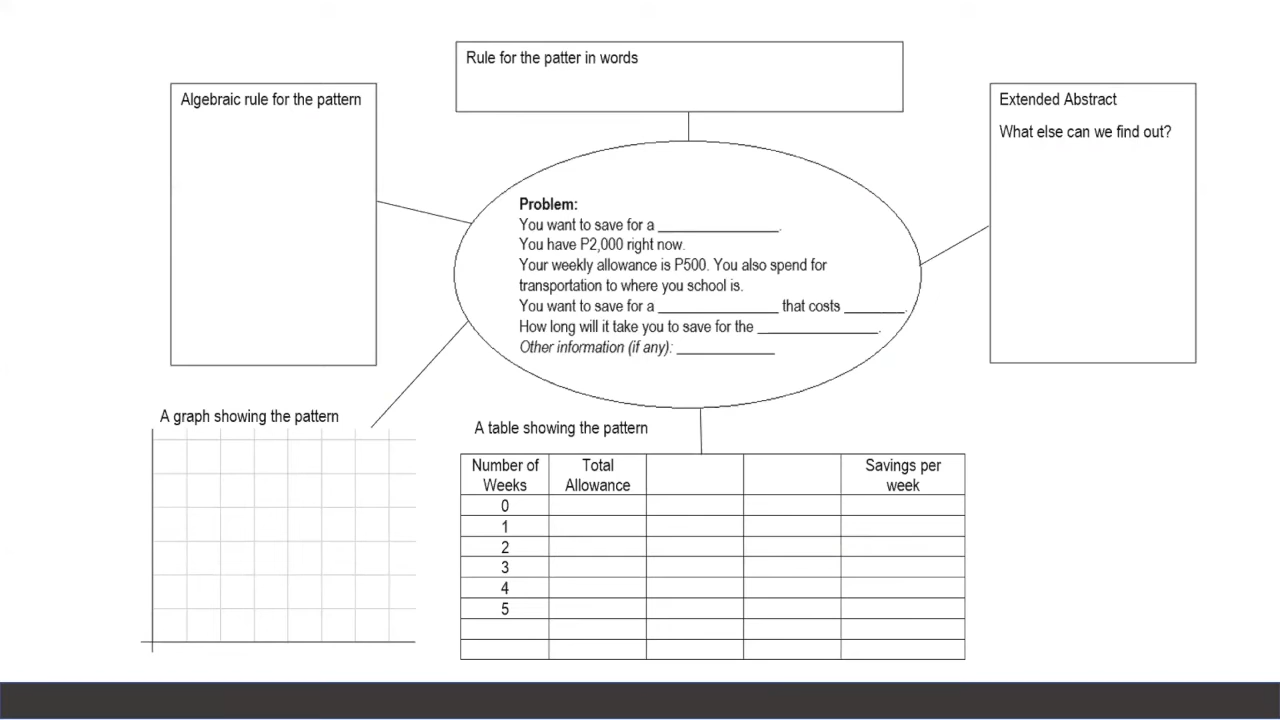 Rule for the patter in words
Algebraic rule for the pattern
Extended Abstract
What else can we find out?
Problem:
You want to save for a ______________.
You have P2,000 right now.
Your weekly allowance is P500. You also spend for
transportation to where you school is.
You want to save for a ______________ that costs _______.
How long will it take you to save for the ______________.
Other information (if any): ___________
A graph showing the pattern
A table showing the pattern
Number of Weeks Total Allowance Savings per week
0
1
2
3
4
5